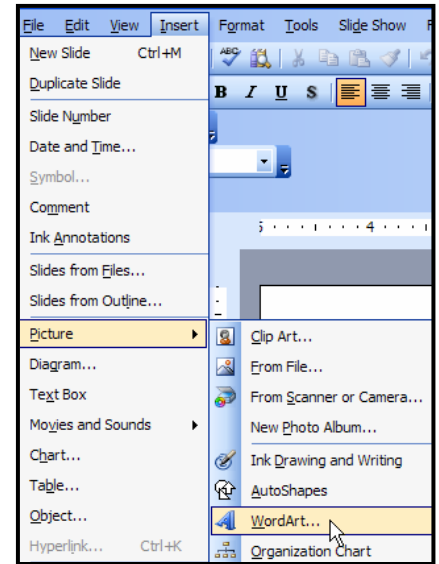 File Edit View Insert Format Tools Slide Show
New Slide Ctrl+M
ABC
Duplicate Slide
B I U S
Slide Number
Date and Time...
Symbol...
Comment
Ink Annotations
5 4
Slides from Files...
Slides from Outline...
Picture
Clip Art...
Diagram...
From File...
Text Box
From Scanner or Camera...
Movies and Sounds
New Photo Album...
Chart...
Ink Drawing and Writing
Table...
AutoShapes
Object...
WordArt...
Hyperlink... Ctrl+K
Organization Chart